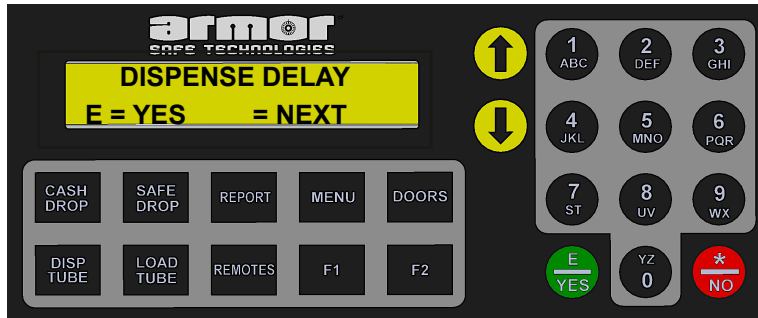 armor
SAFE TECHNOLOGIES
DISPENSE DELAY
E = YES = NEXT
CASH DROP
SAFE DROP
REPORT
MENU
DOORS
DISP TUBE
LOAD TUBE
REMOTES
F1
F2
1
ABC
2
DEF
3
GHI
4
JKL
5
MNO
6
PQR
7
ST
8
UV
9
WX
E
YES
YZ
0
*
NO